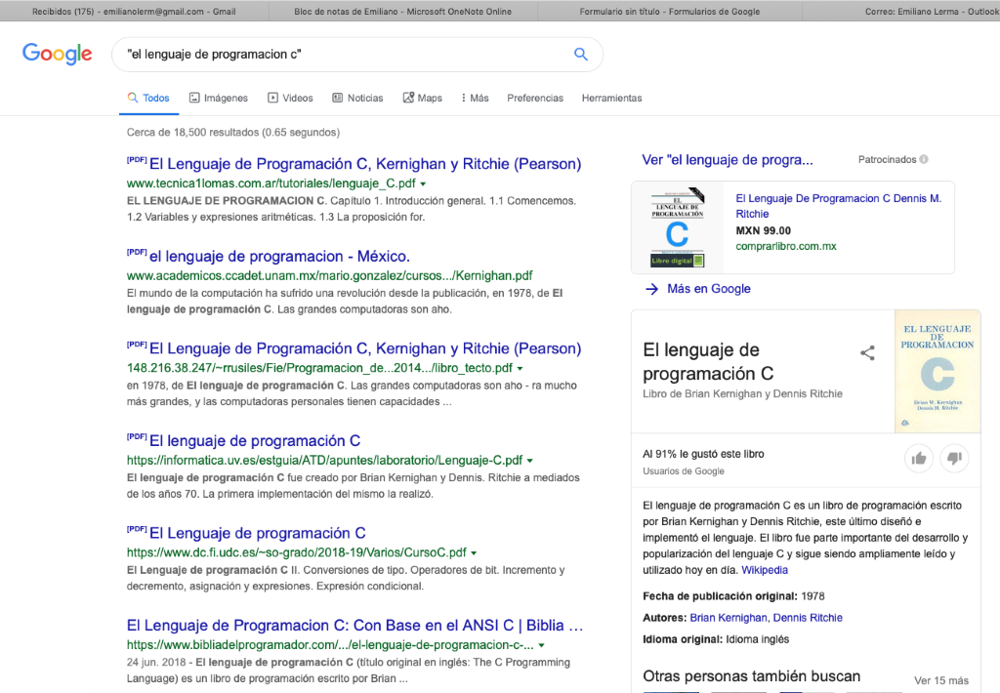 Recibidos (175) - emilianolerm@gmail.com - Gmail
Bloc de notas de Emiliano - Microsoft OneNote Online
Formulario sin título - Formularios de Google
Correo: Emiliano Lerma - Outlook
Google
"el lenguaje de programacion c"
Todos
Imágenes
Videos
Noticias
Maps
Más
Preferencias
Herramientas
Cerca de 18,500 resultados (0.65 segundos)
[PDF] El Lenguaje de Programación C, Kernighan y Ritchie (Pearson)
www.tecnica1lomas.com.ar/tutoriales/lenguaje_C.pdf
EL LENGUAJE DE PROGRAMACION C. Capítulo 1. Introducción general. 1.1 Comencemos.
1.2 Variables y expresiones aritméticas. 1.3 La proposición for.
[PDF] el lenguaje de programacion - México.
www.academicos.ccadet.unam.mx/mario.gonzalez/cursos.../Kernighan.pdf
El mundo de la computación ha sufrido una revolución desde la publicación, en 1978, de El
lenguaje de programación C. Las grandes computadoras son aho.
[PDF] El Lenguaje de Programación C, Kernighan y Ritchie (Pearson)
148.216.38.247/~rrusiles/Fie/Programacion_de...2014.../libro_tecto.pdf
en 1978, de El lenguaje de programación C. Las grandes computadoras son aho - ra mucho
más grandes, y las computadoras personales tienen capacidades ...
[PDF] El lenguaje de programación C
https://informatica.uv.es/estguia/ATD/apuntes/laboratorio/Lenguaje-C.pdf
El lenguaje de programación C fue creado por Brian Kernighan y Dennis. Ritchie a mediados
de los años 70. La primera implementación del mismo la realizó.
[PDF] El Lenguaje de programación C
https://www.dc.fi.udc.es/~so-grado/2018-19/Varios/CursoC.pdf
El Lenguaje de programación C II. Conversiones de tipo. Operadores de bit. Incremento y
decremento, asignación y expresiones. Expresión condicional.
El Lenguaje de Programacion C: Con Base en el ANSI C | Biblia ...
https://www.bibliadelprogramador.com/.../el-lenguaje-de-programacion-c-...
24 jun. 2018 - El lenguaje de programación C (título original en inglés: The C Programming
Language) es un libro de programación escrito por Brian ...
Ver "el lenguaje de progra...
Patrocinados
EL
LENGUAJE DE
PROGRAMACIÓN
C
Libro digital
El Lenguaje De Programacion C Dennis M.
Ritchie
MXN 99.00
comprarlibro.com.mx
Más en Google
El lenguaje de
programación C
Libro de Brian Kernighan y Dennis Ritchie
EL LENGUAJE
DE
PROGRAMACION
C
Brian W. Kernighan
Dennis M. Ritchie
Al 91% le gustó este libro
Usuarios de Google
El lenguaje de programación C es un libro de programación escrito
por Brian Kernighan y Dennis Ritchie, este último diseñó e
implementó el lenguaje. El libro fue parte importante del desarrollo y
popularización del lenguaje C y sigue siendo ampliamente leído y
utilizado hoy en día. Wikipedia
Fecha de publicación original: 1978
Autores: Brian Kernighan, Dennis Ritchie
Idioma original: Idioma inglés
Otras personas también buscan
Ver 15 más